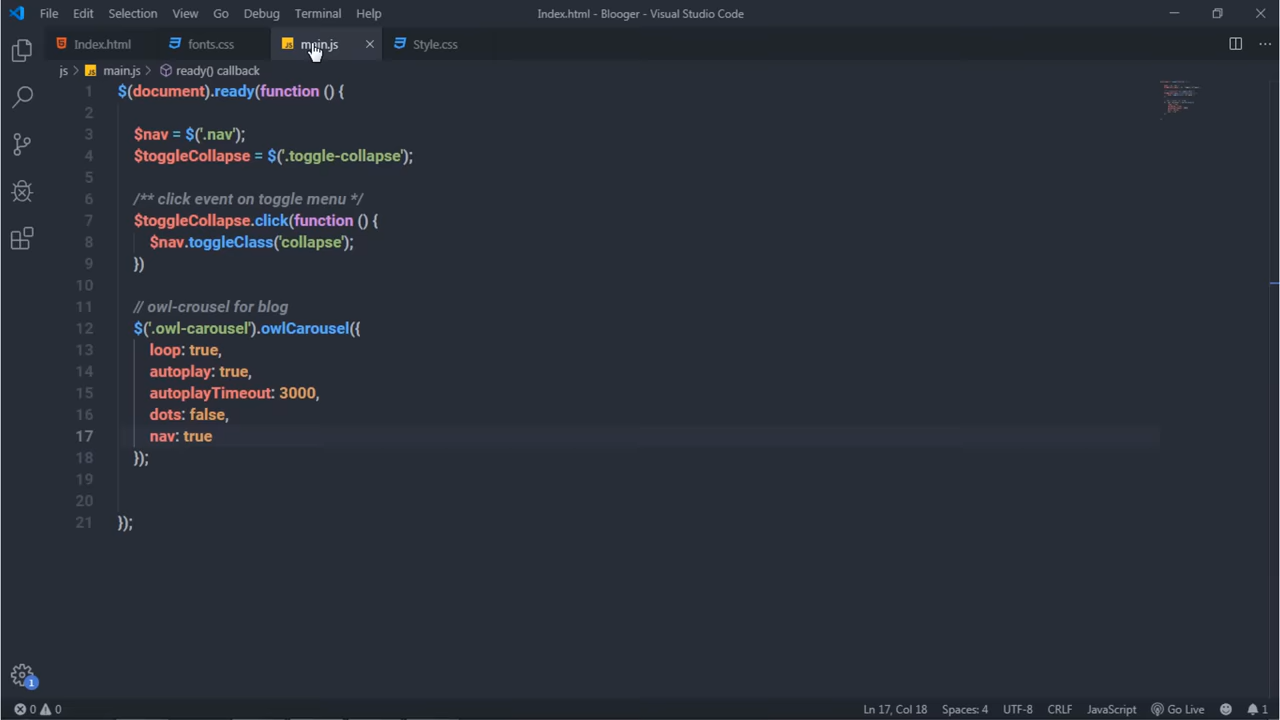 File Edit Selection View Go Debug Terminal Help Index.html - Blooger - Visual Studio Code
Index.html fonts.css JS main.js Style.css
js > JS main.js > ready() callback
1 $(document).ready(function () {
2
3 $nav = $('.nav');
4 $toggleCollapse = $('.toggle-collapse');
5
6 /** click event on toggle menu */
7 $toggleCollapse.click(function () {
8 $nav.toggleClass('collapse');
9 })
10
11 // owl-crousel for blog
12 $('.owl-carousel').owlCarousel({
13 loop: true,
14 autoplay: true,
15 autoplayTimeout: 3000,
16 dots: false,
17 nav: true
18 });
19
20
21 });
1
0 0 Ln 17, Col 18 Spaces: 4 UTF-8 CRLF JavaScript Go Live 1